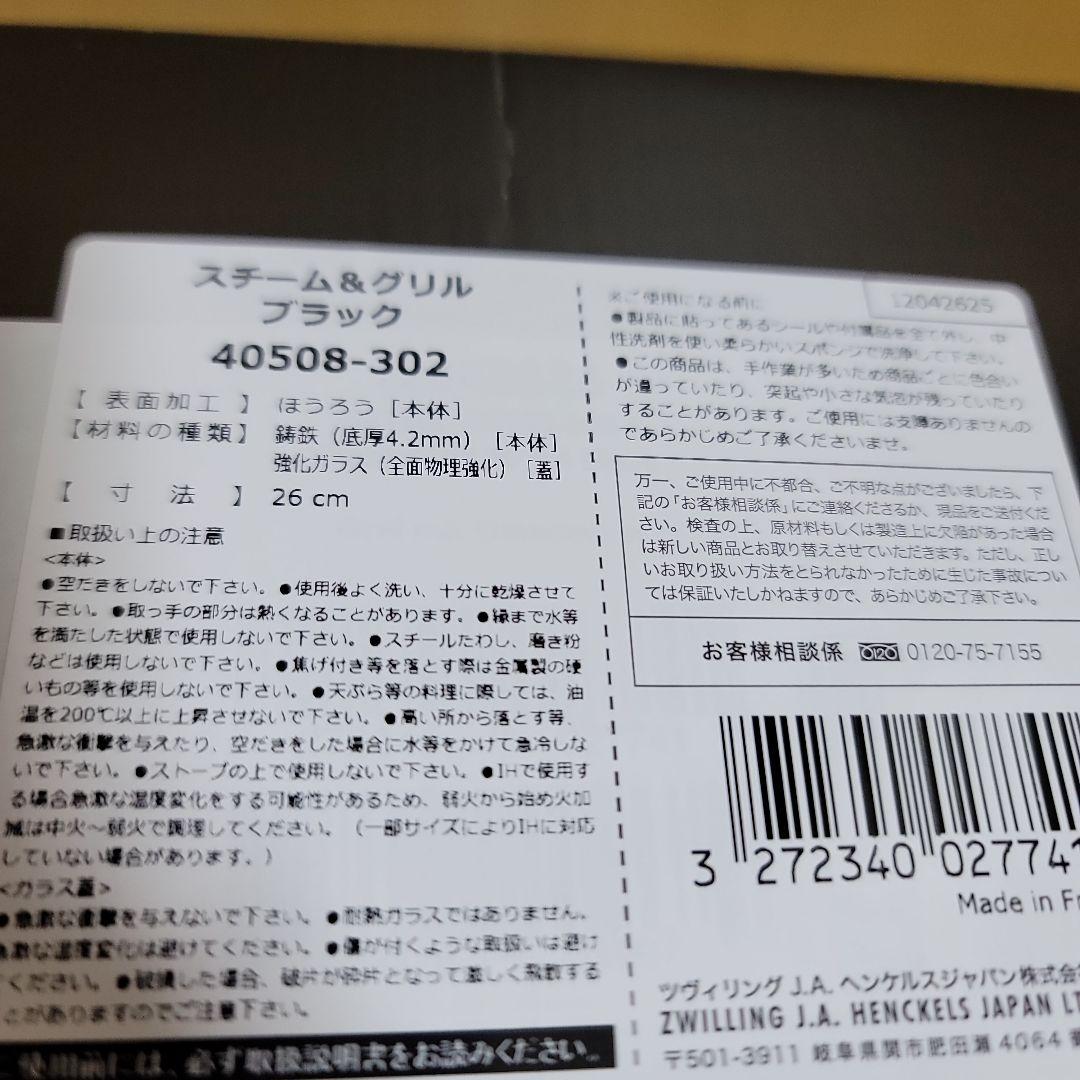 スチーム&グリル
ブラック
40508-302
【 表面加工 】 ほうろう [本体]
【材料の種類】 鋳鉄（底厚4.2mm） [本体]
強化ガラス（全面物理強化） [蓋]
【 寸法 】 26 cm
■取扱い上の注意
<本体>
●空だきをしないで下さい。●使用後よく洗い、十分に乾燥させて
下さい。●取っ手の部分は熱くなることがあります。●縁まで水等
を満たした状態で使用しないで下さい。●スチールたわし、磨き粉
などは使用しないで下さい。●焦げ付き等を落とす際は金属製の硬
いもの等を使用しないで下さい。●天ぷら等の料理に際しては、油
温を200℃以上に上昇させないで下さい。●高い所から落とす等、
急激な衝撃を与えたり、空だきをした場合に水等をかけて急冷しな
いで下さい。●ストーブの上で使用しないで下さい。●IHで使用す
る場合急激な温度変化をする可能性があるため、弱火から始め火加
減は中火～弱火で調理してください。（一部サイズによりIHに対応
していない場合があります。）
<ガラス蓋>
●急激な衝撃を与えないで下さい。●耐熱ガラスではありません。
急激な温度変化は避けてください。●傷が付くような取扱いは避け
ください。●破損した場合、破片が砕片となって激しく飛散する
ことがありますのでご注意下さい。
ご使用前には、必ず取扱説明書をお読みください。
12042625
※ご使用になる前に
●製品に貼ってあるシールや付属品を全て外し、中
性洗剤を使い柔らかいスポンジで洗浄して下さい。
●この商品は、手作業が多いため商品ごとに色合い
が違っていたり、突起や小さな気泡が残っていたり
することがあります。ご使用には支障ありませんの
であらかじめご了承くださいませ。
万一、ご使用中に不都合、ご不明な点がございましたら、下
記の「お客様相談係」にご連絡くださるか、現品をご送付くだ
さい。検査の上、原材料もしくは製造上に欠陥があった場合
は新しい商品とお取り替えさせていただきます。ただし、正し
いお取り扱い方法をとられなかったために生じた事故につい
ては保証いたしかねますので、あらかじめご了承下さい。
お客様相談係 0120-75-7155
3 272340 02774
Made in Fr
ツヴィリング J.A. ヘンケルスジャパン株式会
ZWILLING J.A. HENCKELS JAPAN LT
〒501-3911 岐阜県関市肥田瀬 4064